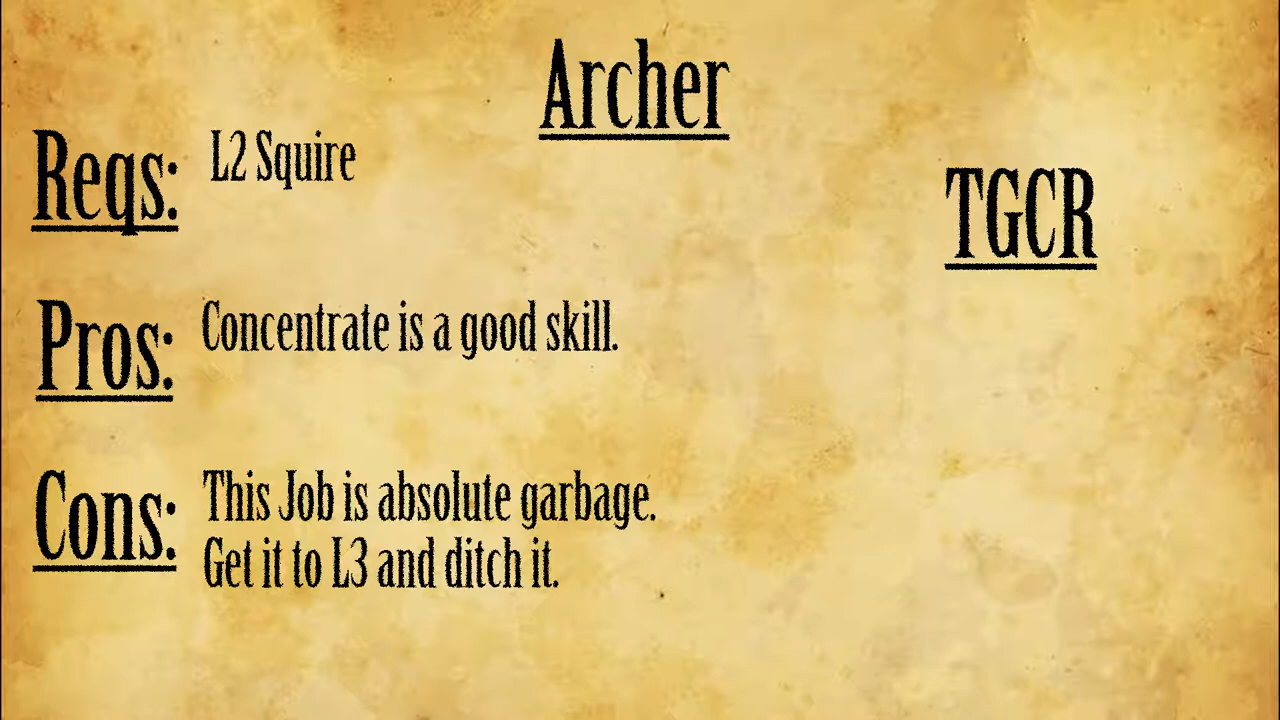 Archer
Reqs: L2 Squire
TGCR
Pros: Concentrate is a good skill.
Cons: This Job is absolute garbage.
Get it to L3 and ditch it.